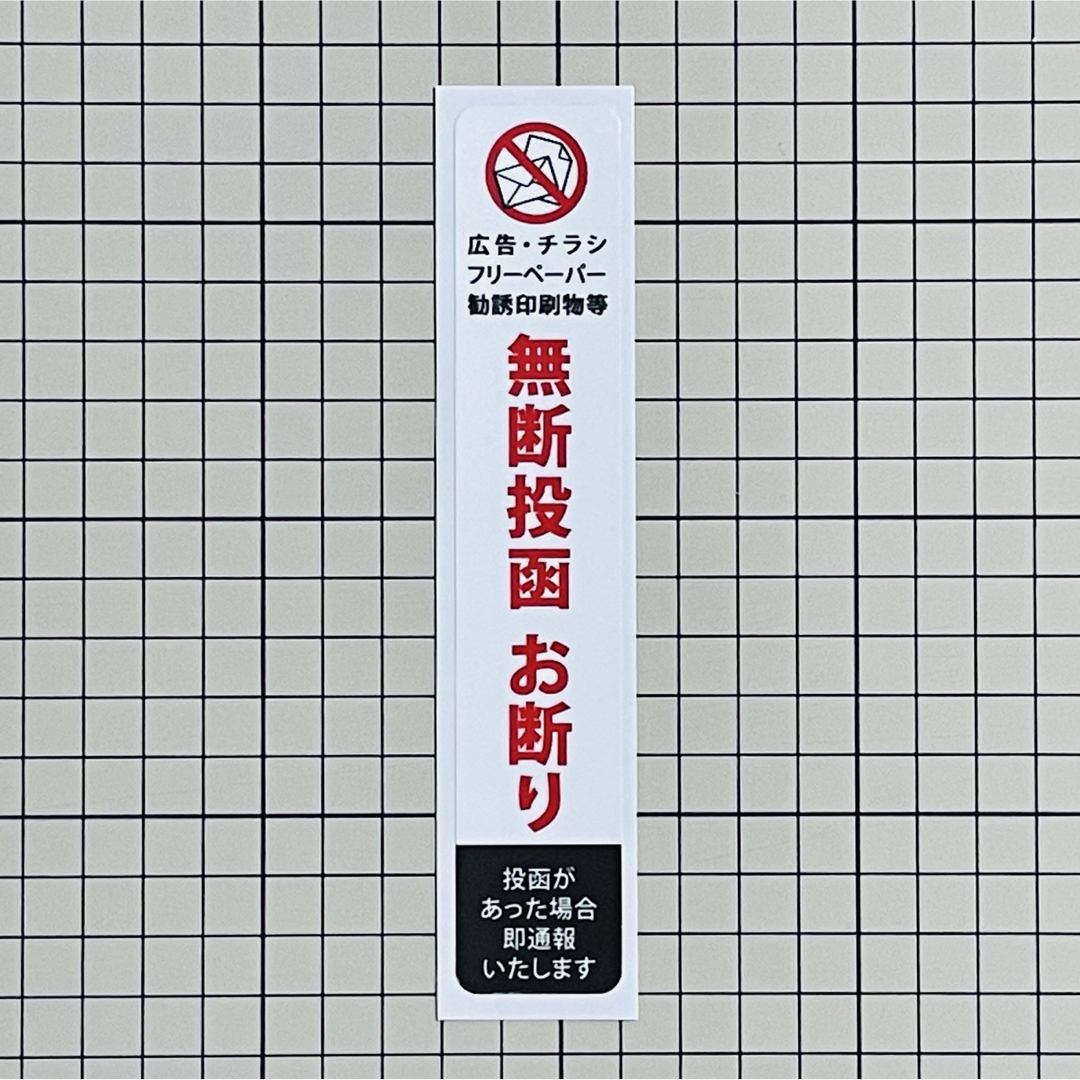 広告・チラシ
フリーペーパー
勧誘印刷物等
無断投函 お断り
投函が
あった場合
即通報
いたします